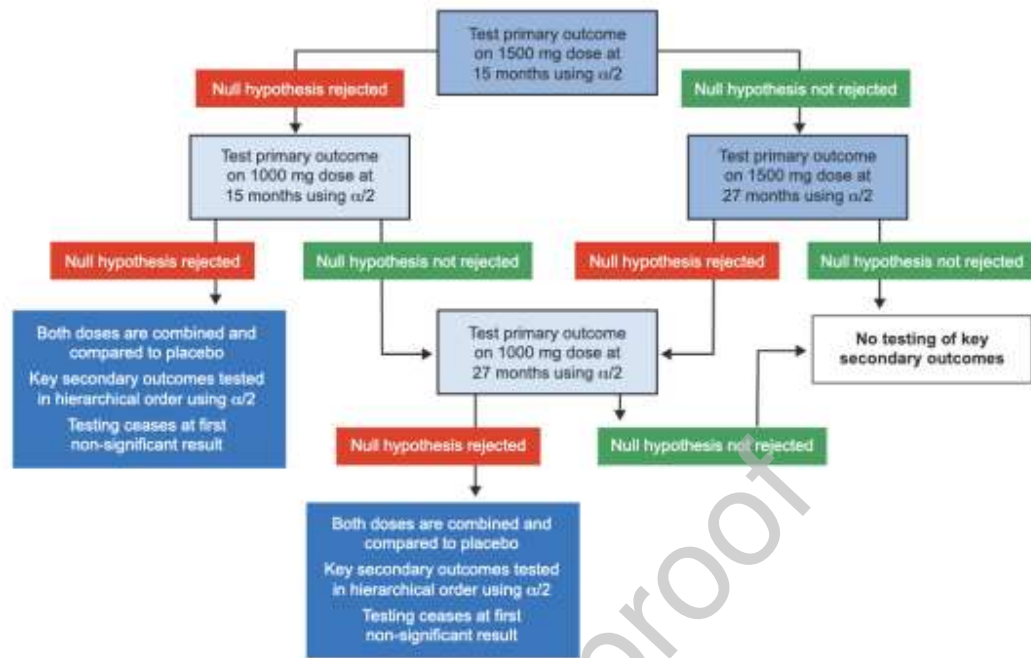 Test primary outcome
on 1500 mg dose at
15 months using α/2
Null hypothesis rejected
Null hypothesis not rejected
Test primary outcome
on 1000 mg dose at
15 months using α/2
Test primary outcome
on 1500 mg dose at
27 months using α/2
Null hypothesis rejected
Null hypothesis not rejected
Null hypothesis rejected
Null hypothesis not rejected
Both doses are combined and
compared to placebo
Key secondary outcomes tested
in hierarchical order using α/2
Testing ceases at first
non-significant result
Test primary outcome
on 1000 mg dose at
27 months using α/2
No testing of key
secondary outcomes
Null hypothesis rejected
Null hypothesis not rejected
Both doses are combined and
compared to placebo
Key secondary outcomes tested
in hierarchical order using α/2
Testing ceases at first
non-significant result
proof